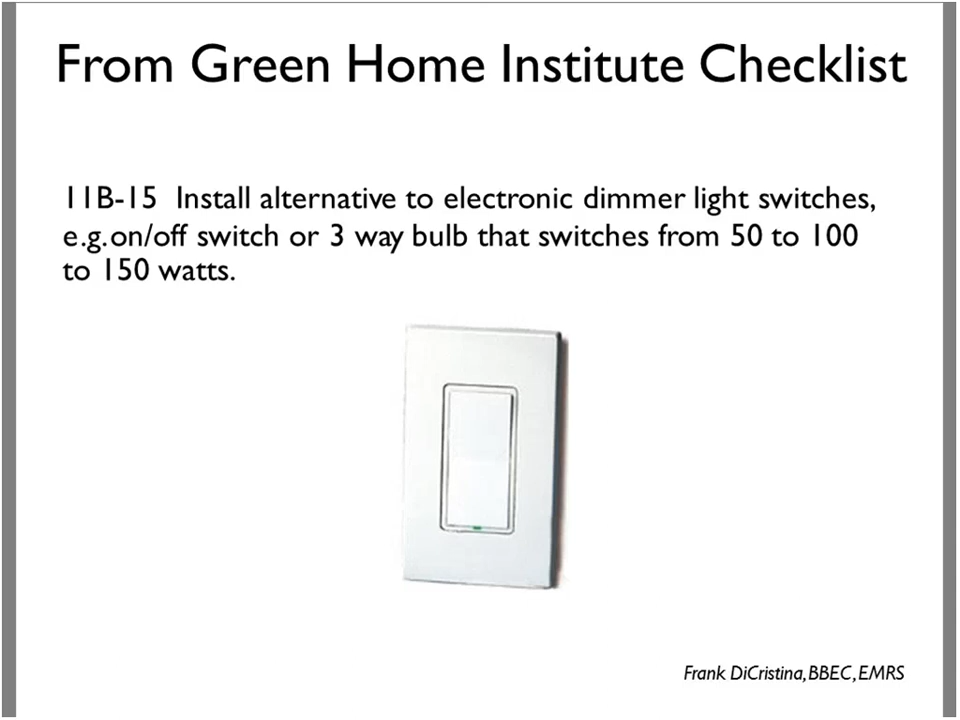 From Green Home Institute Checklist
11B-15 Install alternative to electronic dimmer light switches,
e.g. on/off switch or 3 way bulb that switches from 50 to 100
to 150 watts.
Frank DiCristina, BBEC, EMRS